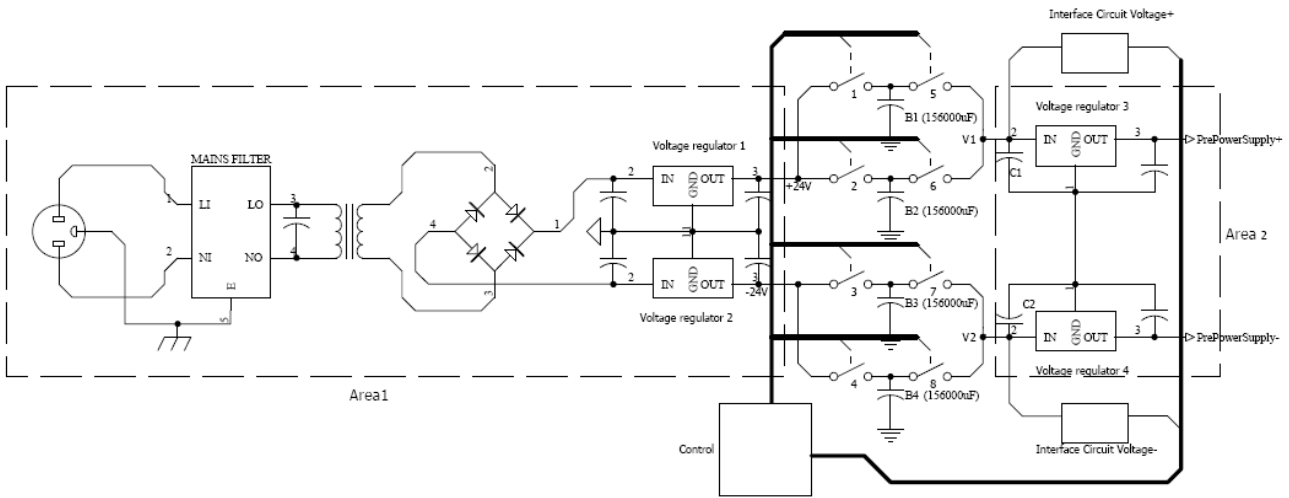 Interface Circuit Voltage+
1
5
B1 (156000uF)
Voltage regulator 3
MAINS FILTER
Voltage regulator 1
V1
2
IN
GND
OUT
3
PrePowerSupply+
C1
1
2
IN
GND
OUT
3
+24V
2
6
1
LI
LO
3
4
1
B2 (156000uF)
1
Area 2
2
NI
NO
4
2
IN
GND
OUT
3
-24V
3
7
1
E
5
3
B3 (156000uF)
C2
Voltage regulator 2
V2
2
IN
GND
OUT
3
PrePowerSupply-
Area1
4
8
Voltage regulator 4
B4 (156000uF)
Control
Interface Circuit Voltage-